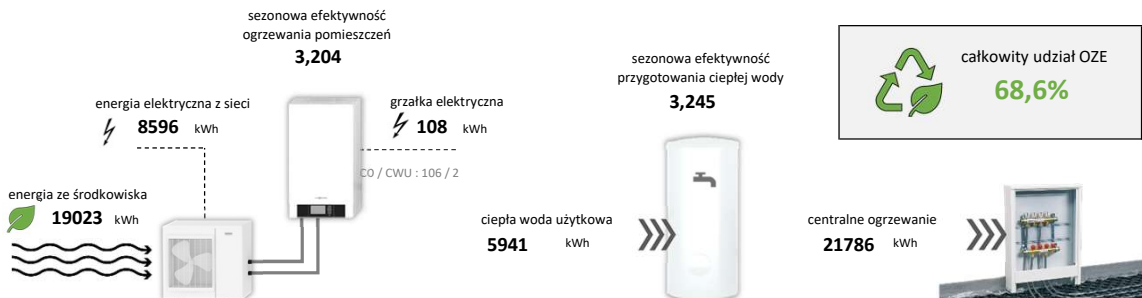 sezonowa efektywność
ogrzewania pomieszczeń
3,204
energia elektryczna z sieci
8596 kWh
grzałka elektryczna
108 kWh
CO / CWU : 106 / 2
energia ze środkowiska
19023 kWh
sezonowa efektywność
przygotowania ciepłej wody
3,245
ciepła woda użytkowa
5941 kWh
całkowity udział OZE
68,6%
centralne ogrzewanie
21786 kWh